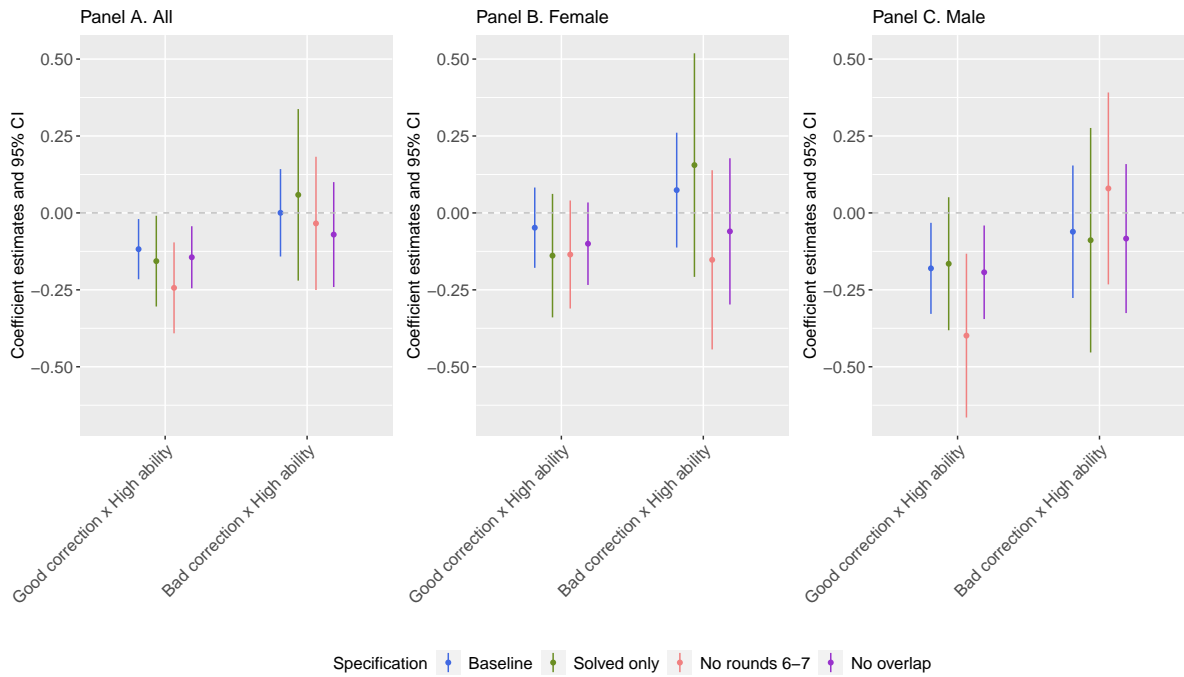 Panel A. All
Panel B. Female
Panel C. Male
Coefficient estimates and 95% CI
0.50
0.25
0.00
−0.25
−0.50
Good correction x High ability
Bad correction x High ability
Coefficient estimates and 95% CI
0.50
0.25
0.00
−0.25
−0.50
Good correction x High ability
Bad correction x High ability
Coefficient estimates and 95% CI
0.50
0.25
0.00
−0.25
−0.50
Good correction x High ability
Bad correction x High ability
Specification Baseline Solved only No rounds 6−7 No overlap